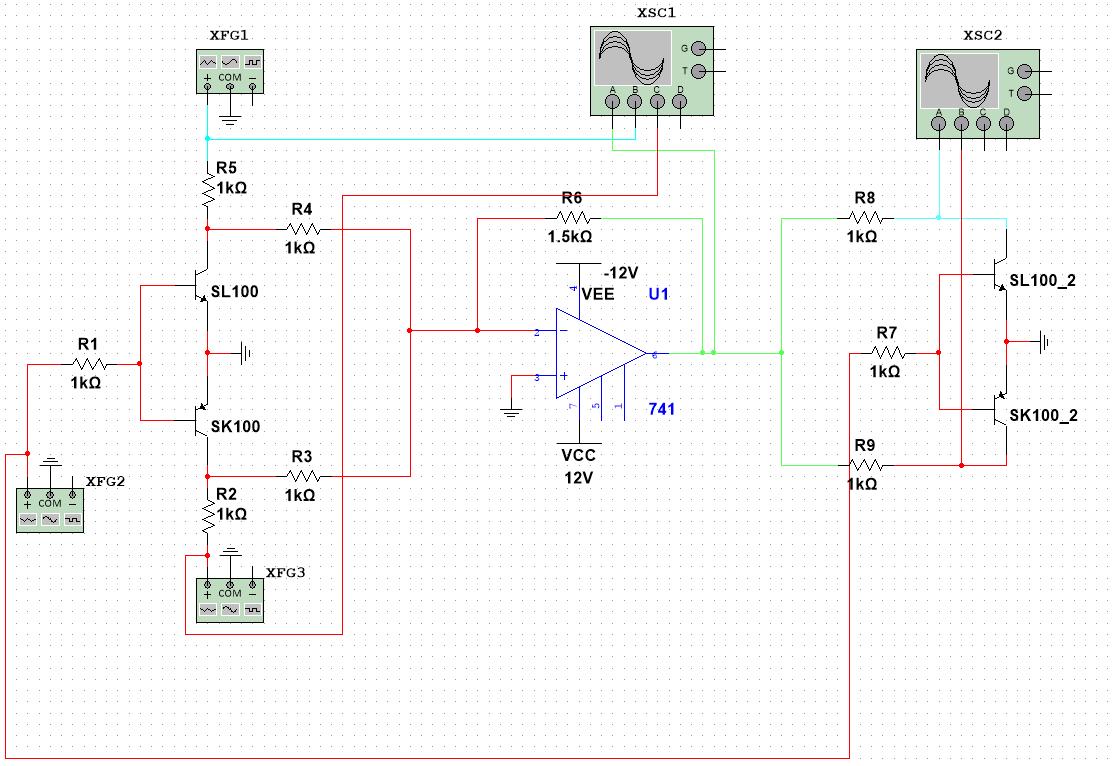 XSC1
XFG1
XSC2
G
T
A B C D
COM
+ −
G
T
A B C D
R5
1kΩ
R4
1kΩ
R6
1.5kΩ
R8
1kΩ
-12V
VEE
U1
4
SL100
SL100_2
R1
1kΩ
2
3
6
7
5
1
R7
1kΩ
741
SK100
SK100_2
VCC
12V
R3
1kΩ
R9
1kΩ
XFG2
+ COM −
R2
1kΩ
XFG3
+ COM −